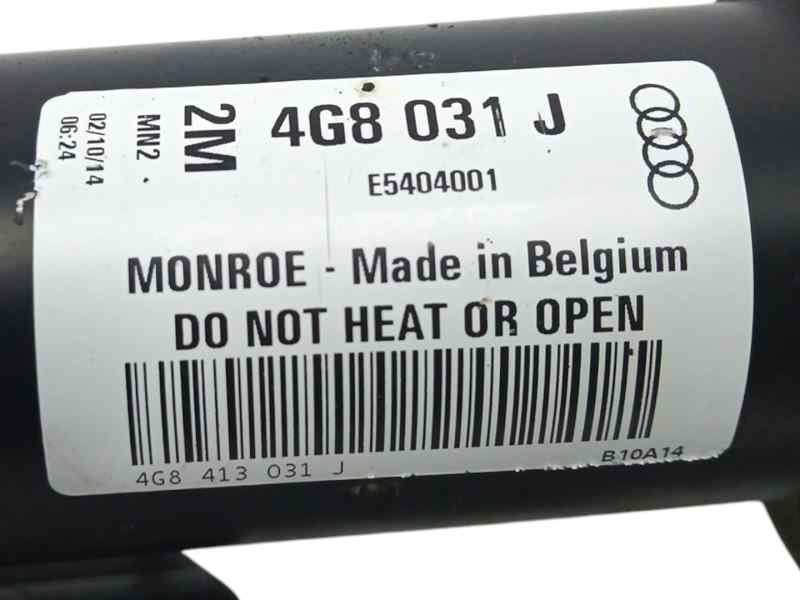 2M 4G8 031 J
MN2
02/10/14
06:24
E5404001
MONROE - Made in Belgium
DO NOT HEAT OR OPEN
4G8 413 031 J
B10A14